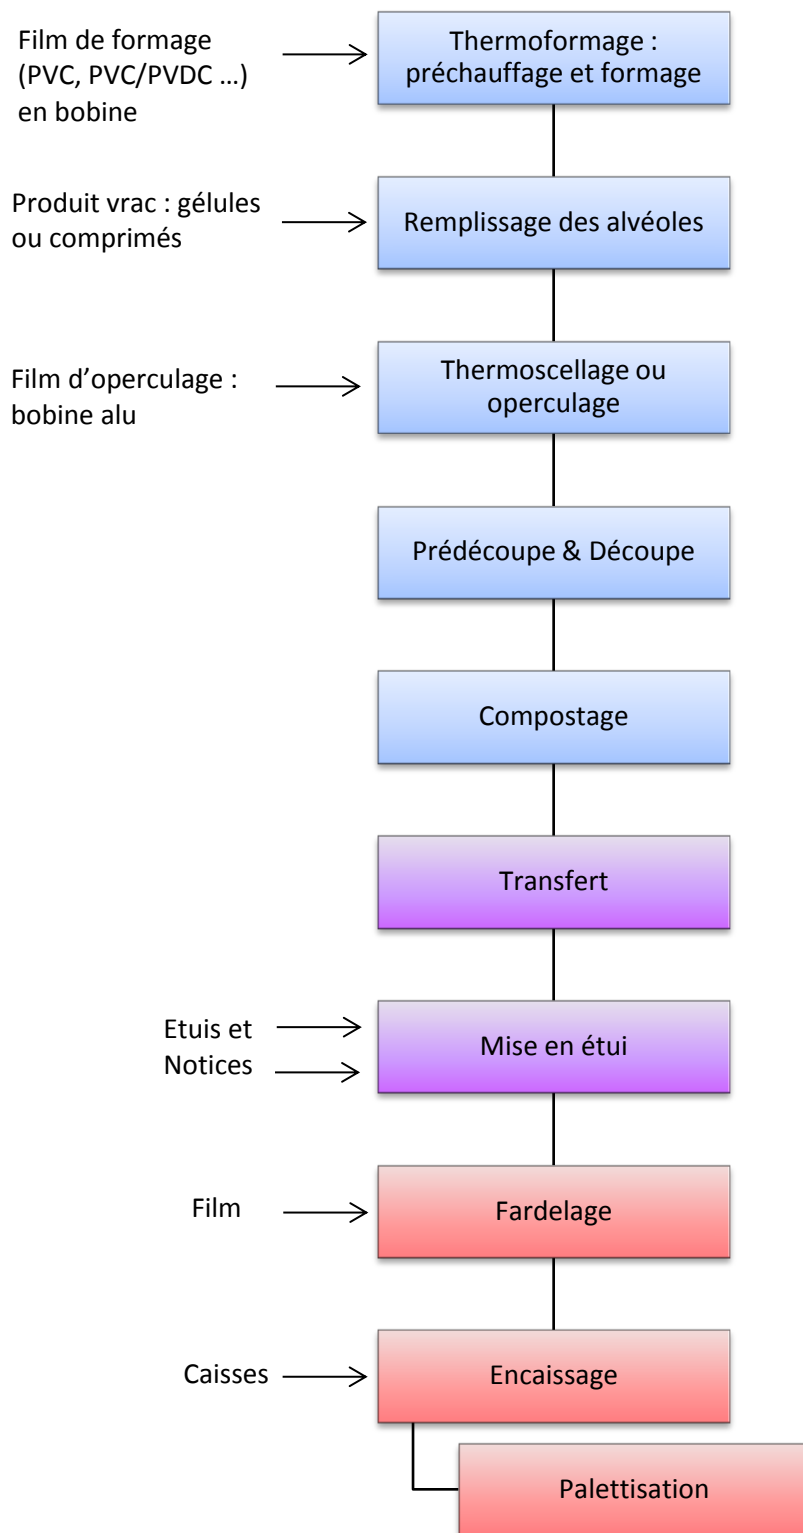 Film de formage
(PVC, PVC/PVDC ...)
en bobine
Thermoformage :
préchauffage et formage
Produit vrac : gélules
ou comprimés
Remplissage des alvéoles
Film d’operculage :
bobine alu
Thermoscellage ou
operculage
Prédécoupe & Découpe
Compostage
Transfert
Etuis et
Notices
Mise en étui
Film
Fardelage
Caisses
Encaissage
Palettisation